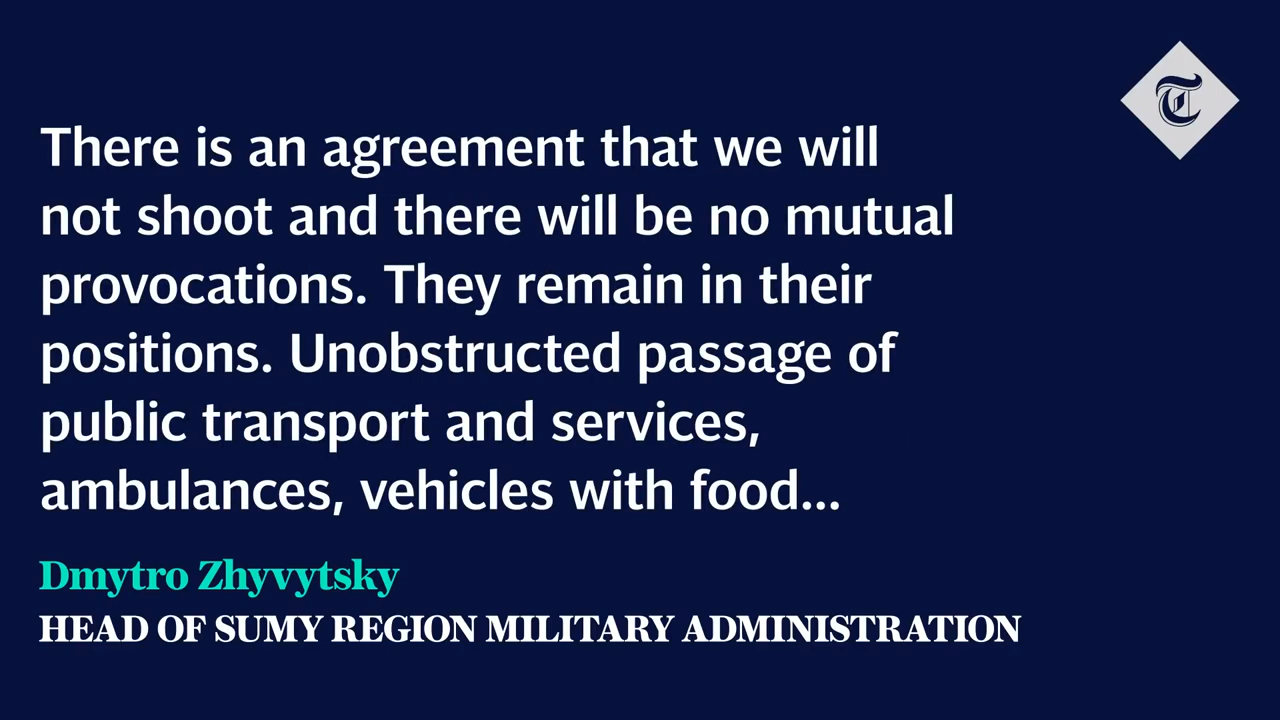 T
There is an agreement that we will
not shoot and there will be no mutual
provocations. They remain in their
positions. Unobstructed passage of
public transport and services,
ambulances, vehicles with food...
Dmytro Zhyvytsky
HEAD OF SUMY REGION MILITARY ADMINISTRATION